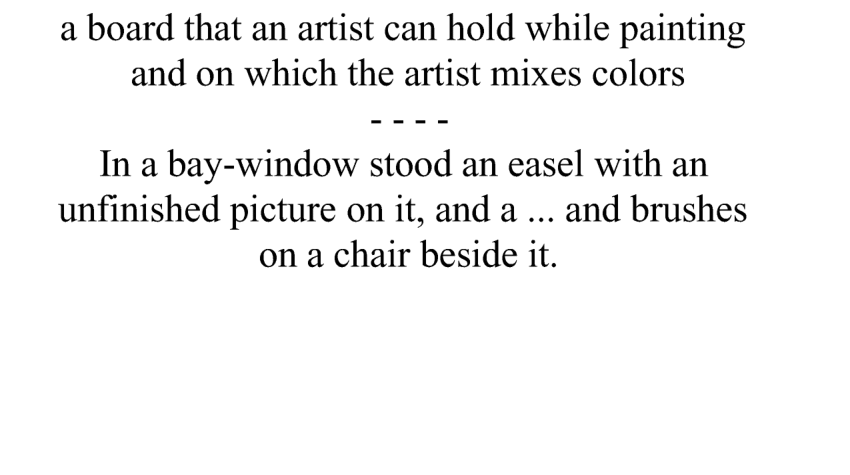 a board that an artist can hold while painting
and on which the artist mixes colors
- - - -
In a bay-window stood an easel with an
unfinished picture on it, and a ... and brushes
on a chair beside it.